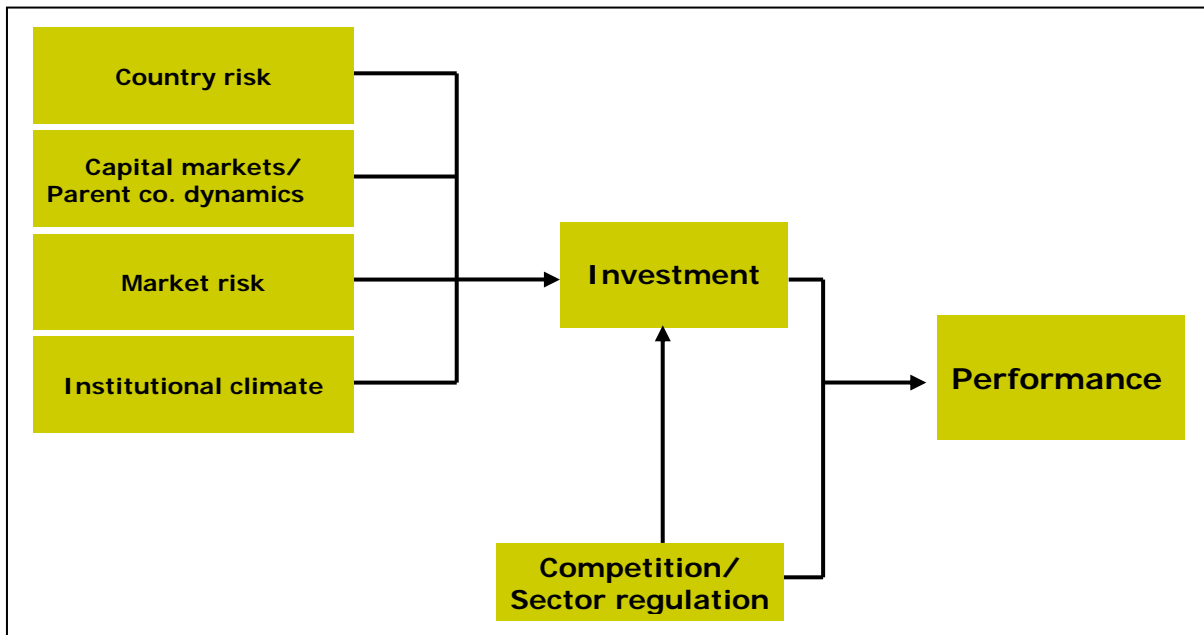 Country risk
Capital markets/
Parent co. dynamics
Market risk
Institutional climate
Investment
Performance
Competition/
Sector regulation